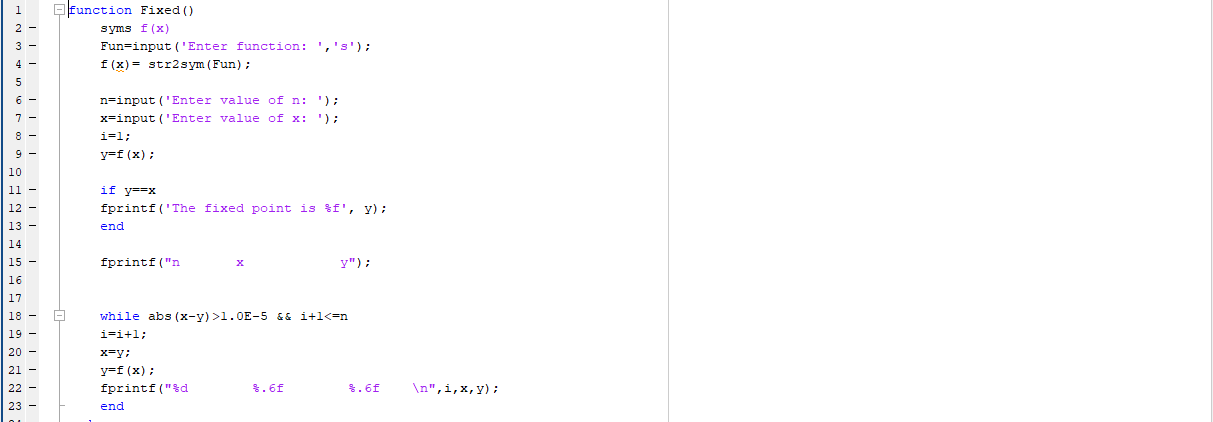 1 function Fixed()
2 - syms f(x)
3 - Fun=input('Enter function: ','s');
4 - f(x)= str2sym(Fun);
5
6 - n=input('Enter value of n: ');
7 - x=input('Enter value of x: ');
8 - i=1;
9 - y=f(x);
10
11 - if y==x
12 - fprintf('The fixed point is %f', y);
13 - end
14
15 - fprintf("n       x            y");
16
17
18 - while abs(x-y)>1.0E-5 && i+1<=n
19 - i=i+1;
20 - x=y;
21 - y=f(x);
22 - fprintf("%d        %.6f        %.6f    \n",i,x,y);
23 - end